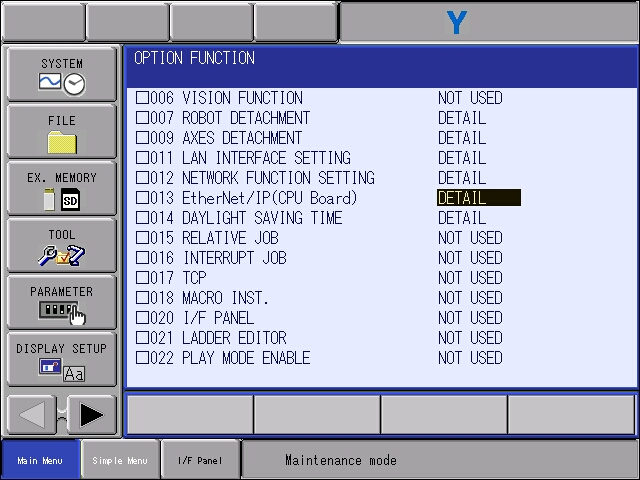 Y
SYSTEM
FILE
EX. MEMORY
SD
TOOL
PARAMETER
DISPLAY SETUP
Aa
OPTION FUNCTION
□006 VISION FUNCTION NOT USED
□007 ROBOT DETACHMENT DETAIL
□009 AXES DETACHMENT DETAIL
□011 LAN INTERFACE SETTING DETAIL
□012 NETWORK FUNCTION SETTING DETAIL
□013 EtherNet/IP(CPU Board) DETAIL
□014 DAYLIGHT SAVING TIME DETAIL
□015 RELATIVE JOB NOT USED
□016 INTERRUPT JOB NOT USED
□017 TCP NOT USED
□018 MACRO INST. NOT USED
□020 I/F PANEL NOT USED
□021 LADDER EDITOR NOT USED
□022 PLAY MODE ENABLE NOT USED
Main Menu
Simple Menu
I/F Panel
Maintenance mode